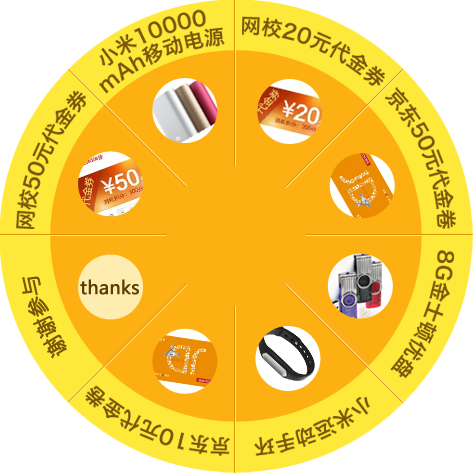 小米10000
mAh移动电源
网校20元代金券
京东50元代金卷
8G金士顿优盘
小米运动手环
京东10元代金卷
谢谢参与
网校50元代金券
代金券
¥20
代金券
¥50
thanks